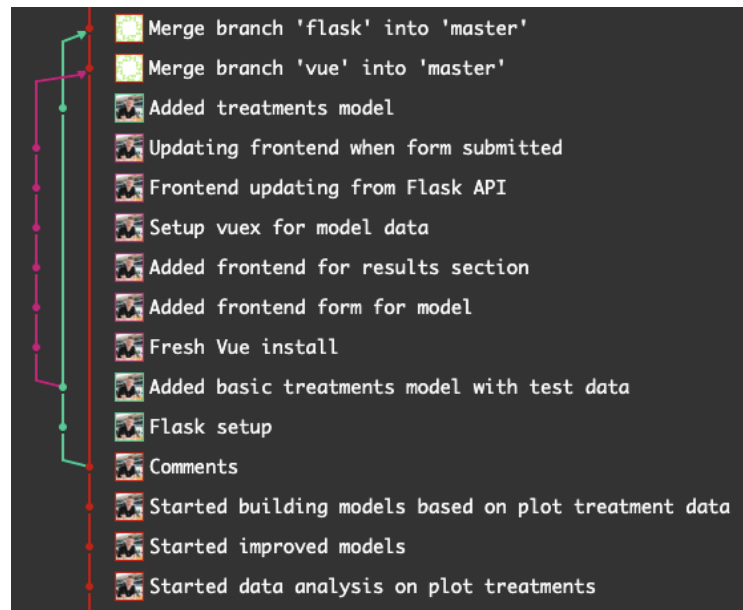 Merge branch 'flask' into 'master'
Merge branch 'vue' into 'master'
Added treatments model
Updating frontend when form submitted
Frontend updating from Flask API
Setup vuex for model data
Added frontend for results section
Added frontend form for model
Fresh Vue install
Added basic treatments model with test data
Flask setup
Comments
Started building models based on plot treatment data
Started improved models
Started data analysis on plot treatments